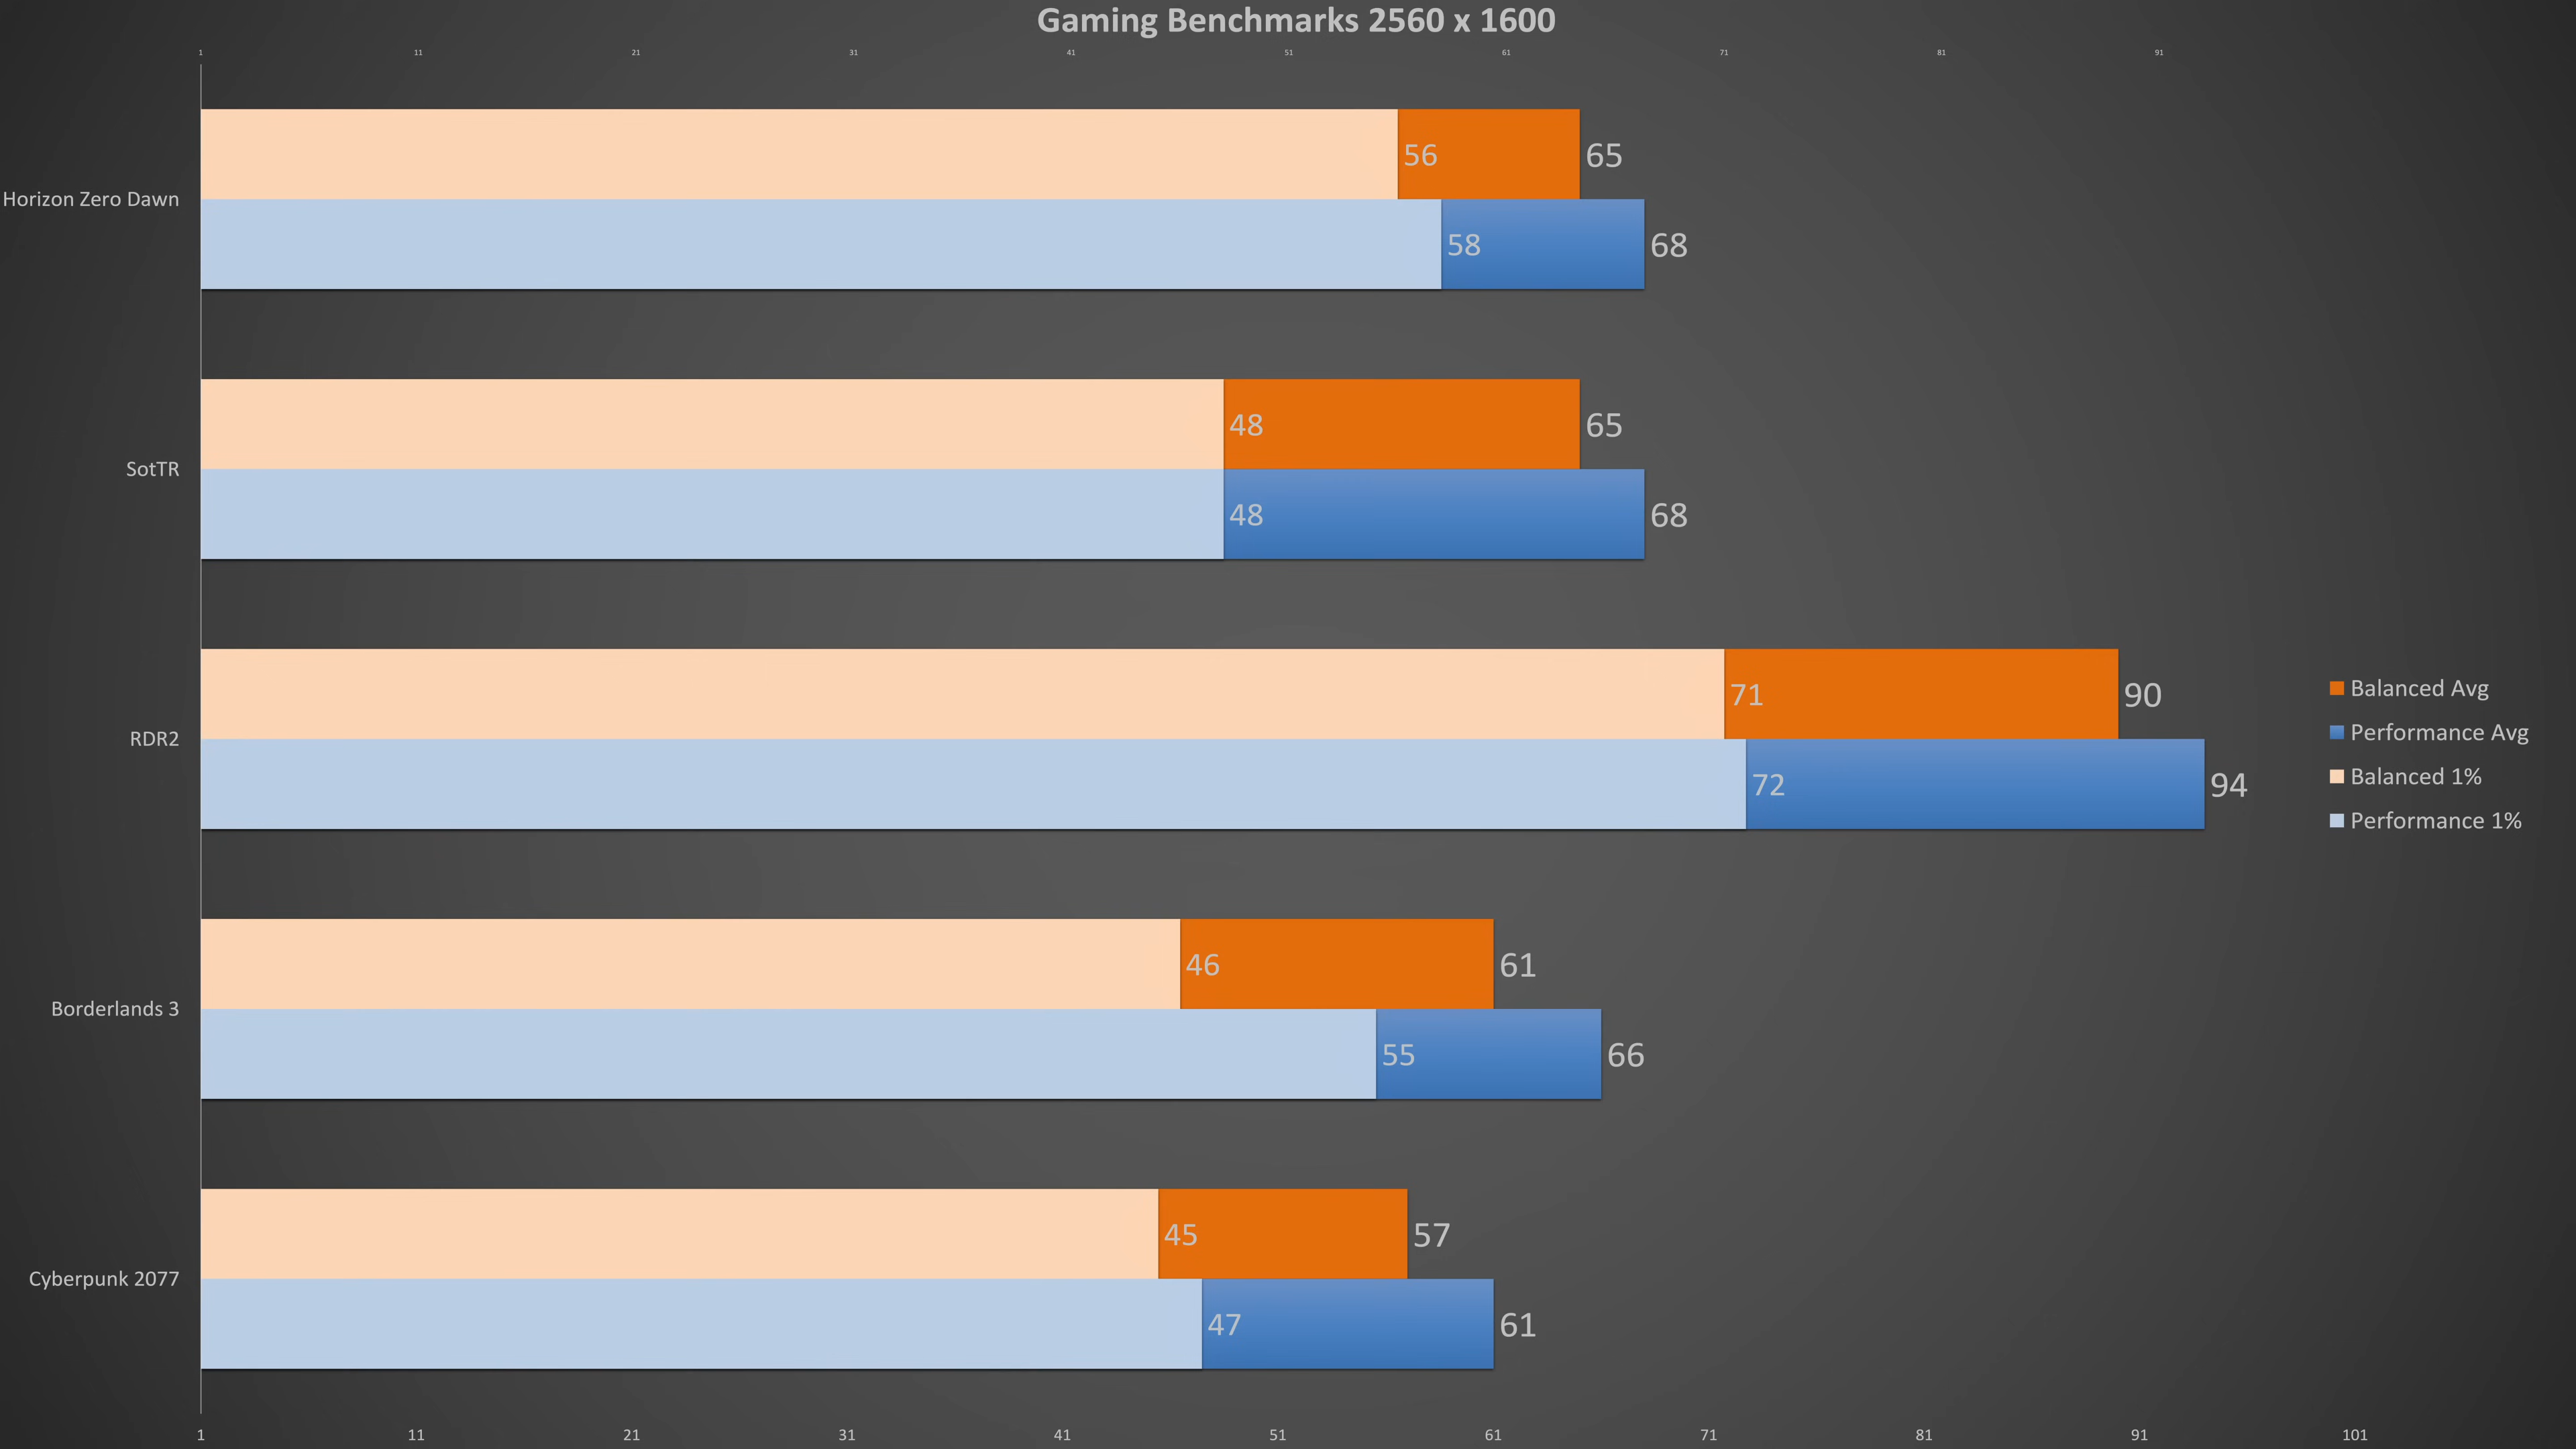 Gaming Benchmarks 2560 x 1600
1 11 21 31 41 51 61 71 81 91
Horizon Zero Dawn
56 65
58 68
SotTR
48 65
48 68
RDR2
71 90
72 94
Balanced Avg
Performance Avg
Balanced 1%
Performance 1%
Borderlands 3
46 61
55 66
Cyberpunk 2077
45 57
47 61
1 11 21 31 41 51 61 71 81 91 101